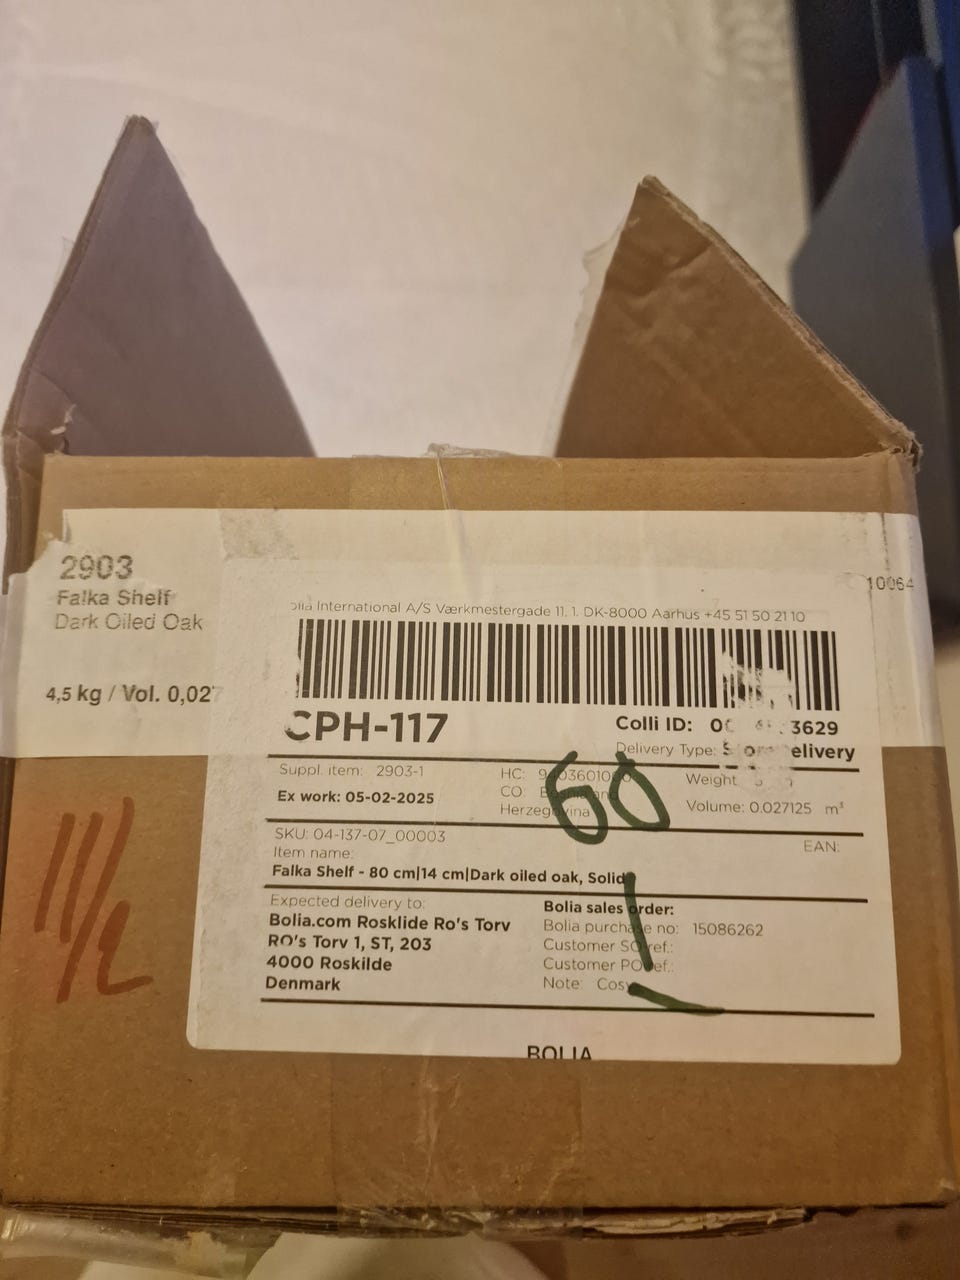 2903
Falka Shelf
Dark Oiled Oak
4,5 kg / Vol. 0,027
10064
International A/S Værkmestergade 11, 1. DK-8000 Aarhus +45 51 50 21 10
CPH-117
Colli ID:
3629
Delivery Type:
Suppl. item: 2903-1
HC:
Weight
Ex work: 05-02-2025
CO:
Herzegovina
Volume: 0.027125 m³
60
SKU: 04-137-07_00003
EAN:
Item name:
Falka Shelf - 80 cm|14 cm|Dark oiled oak, Solid
Expected delivery to:
Bolia.com Rosklide Ro's Torv
RO's Torv 1, ST, 203
4000 Roskilde
Denmark
Bolia sales order:
Bolia purchase no: 15086262
Customer SO ref.:
Customer PO ref.:
Note: Cosy
BOLIA